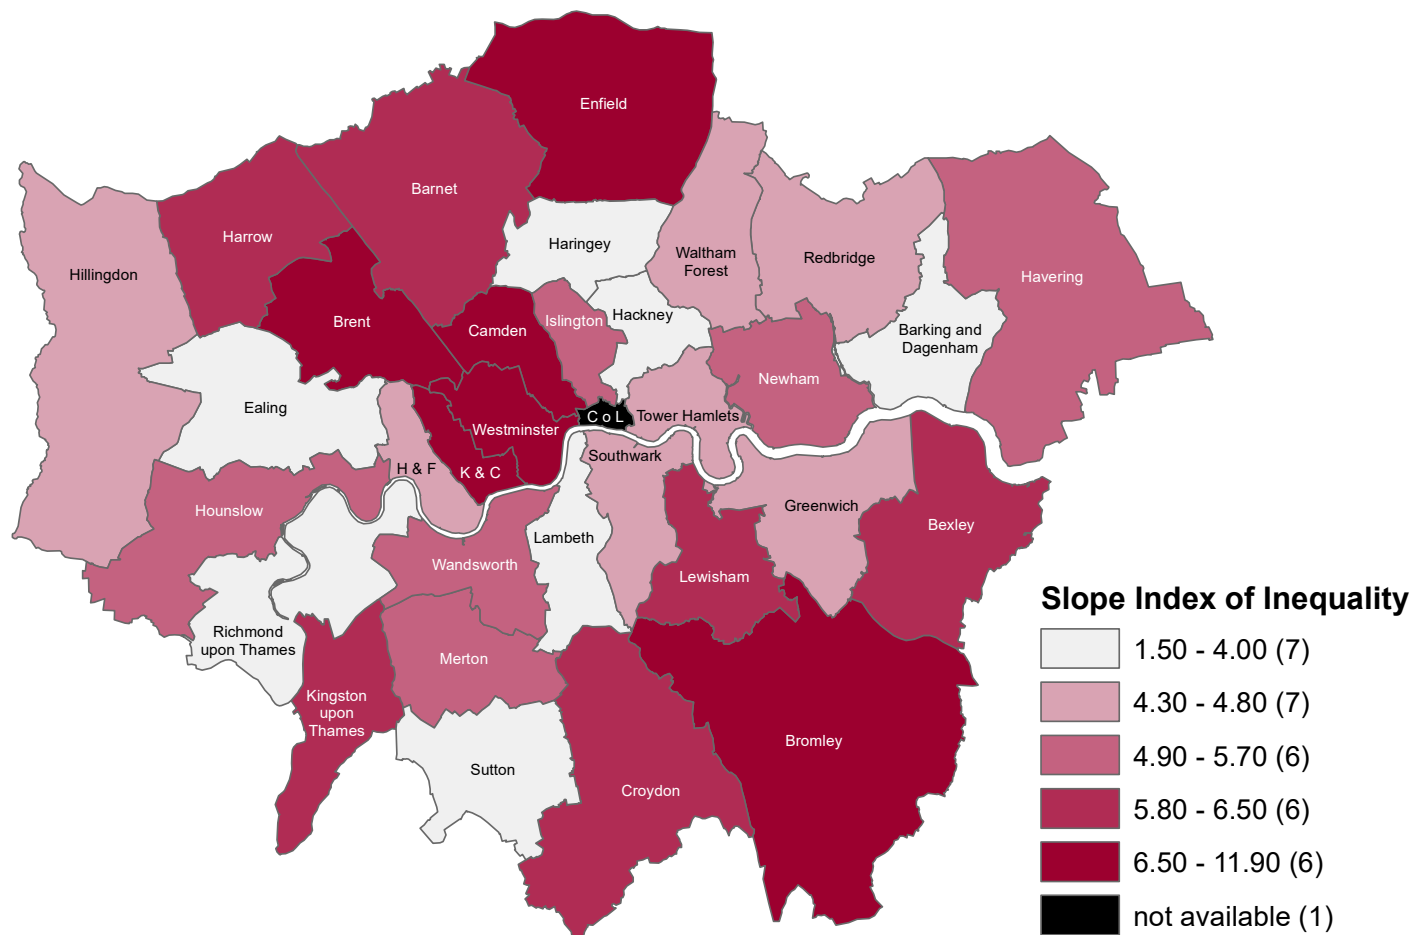 Enfield
Barnet
Harrow
Haringey
Waltham
Forest
Redbridge
Hillingdon
Havering
Brent
Camden
Islington
Hackney
Barking and
Dagenham
Newham
Ealing
Westminster
C o L
Tower Hamlets
H & F
K & C
Southwark
Hounslow
Greenwich
Bexley
Lambeth
Wandsworth
Lewisham
Richmond
upon Thames
Merton
Kingston
upon
Thames
Bromley
Sutton
Croydon
Slope Index of Inequality
1.50 - 4.00 (7)
4.30 - 4.80 (7)
4.90 - 5.70 (6)
5.80 - 6.50 (6)
6.50 - 11.90 (6)
not available (1)